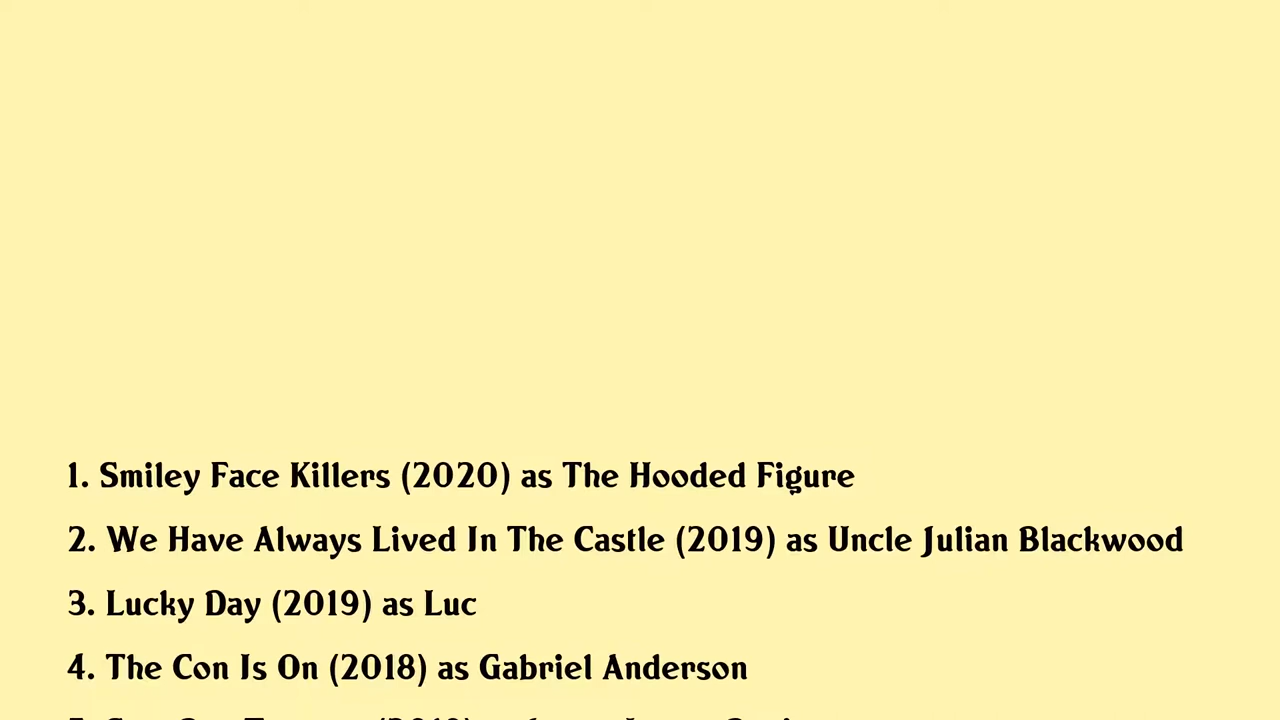 1. Smiley Face Killers (2020) as The Hooded Figure
2. We Have Always Lived In The Castle (2019) as Uncle Julian Blackwood
3. Lucky Day (2019) as Luc
4. The Con Is On (2018) as Gabriel Anderson